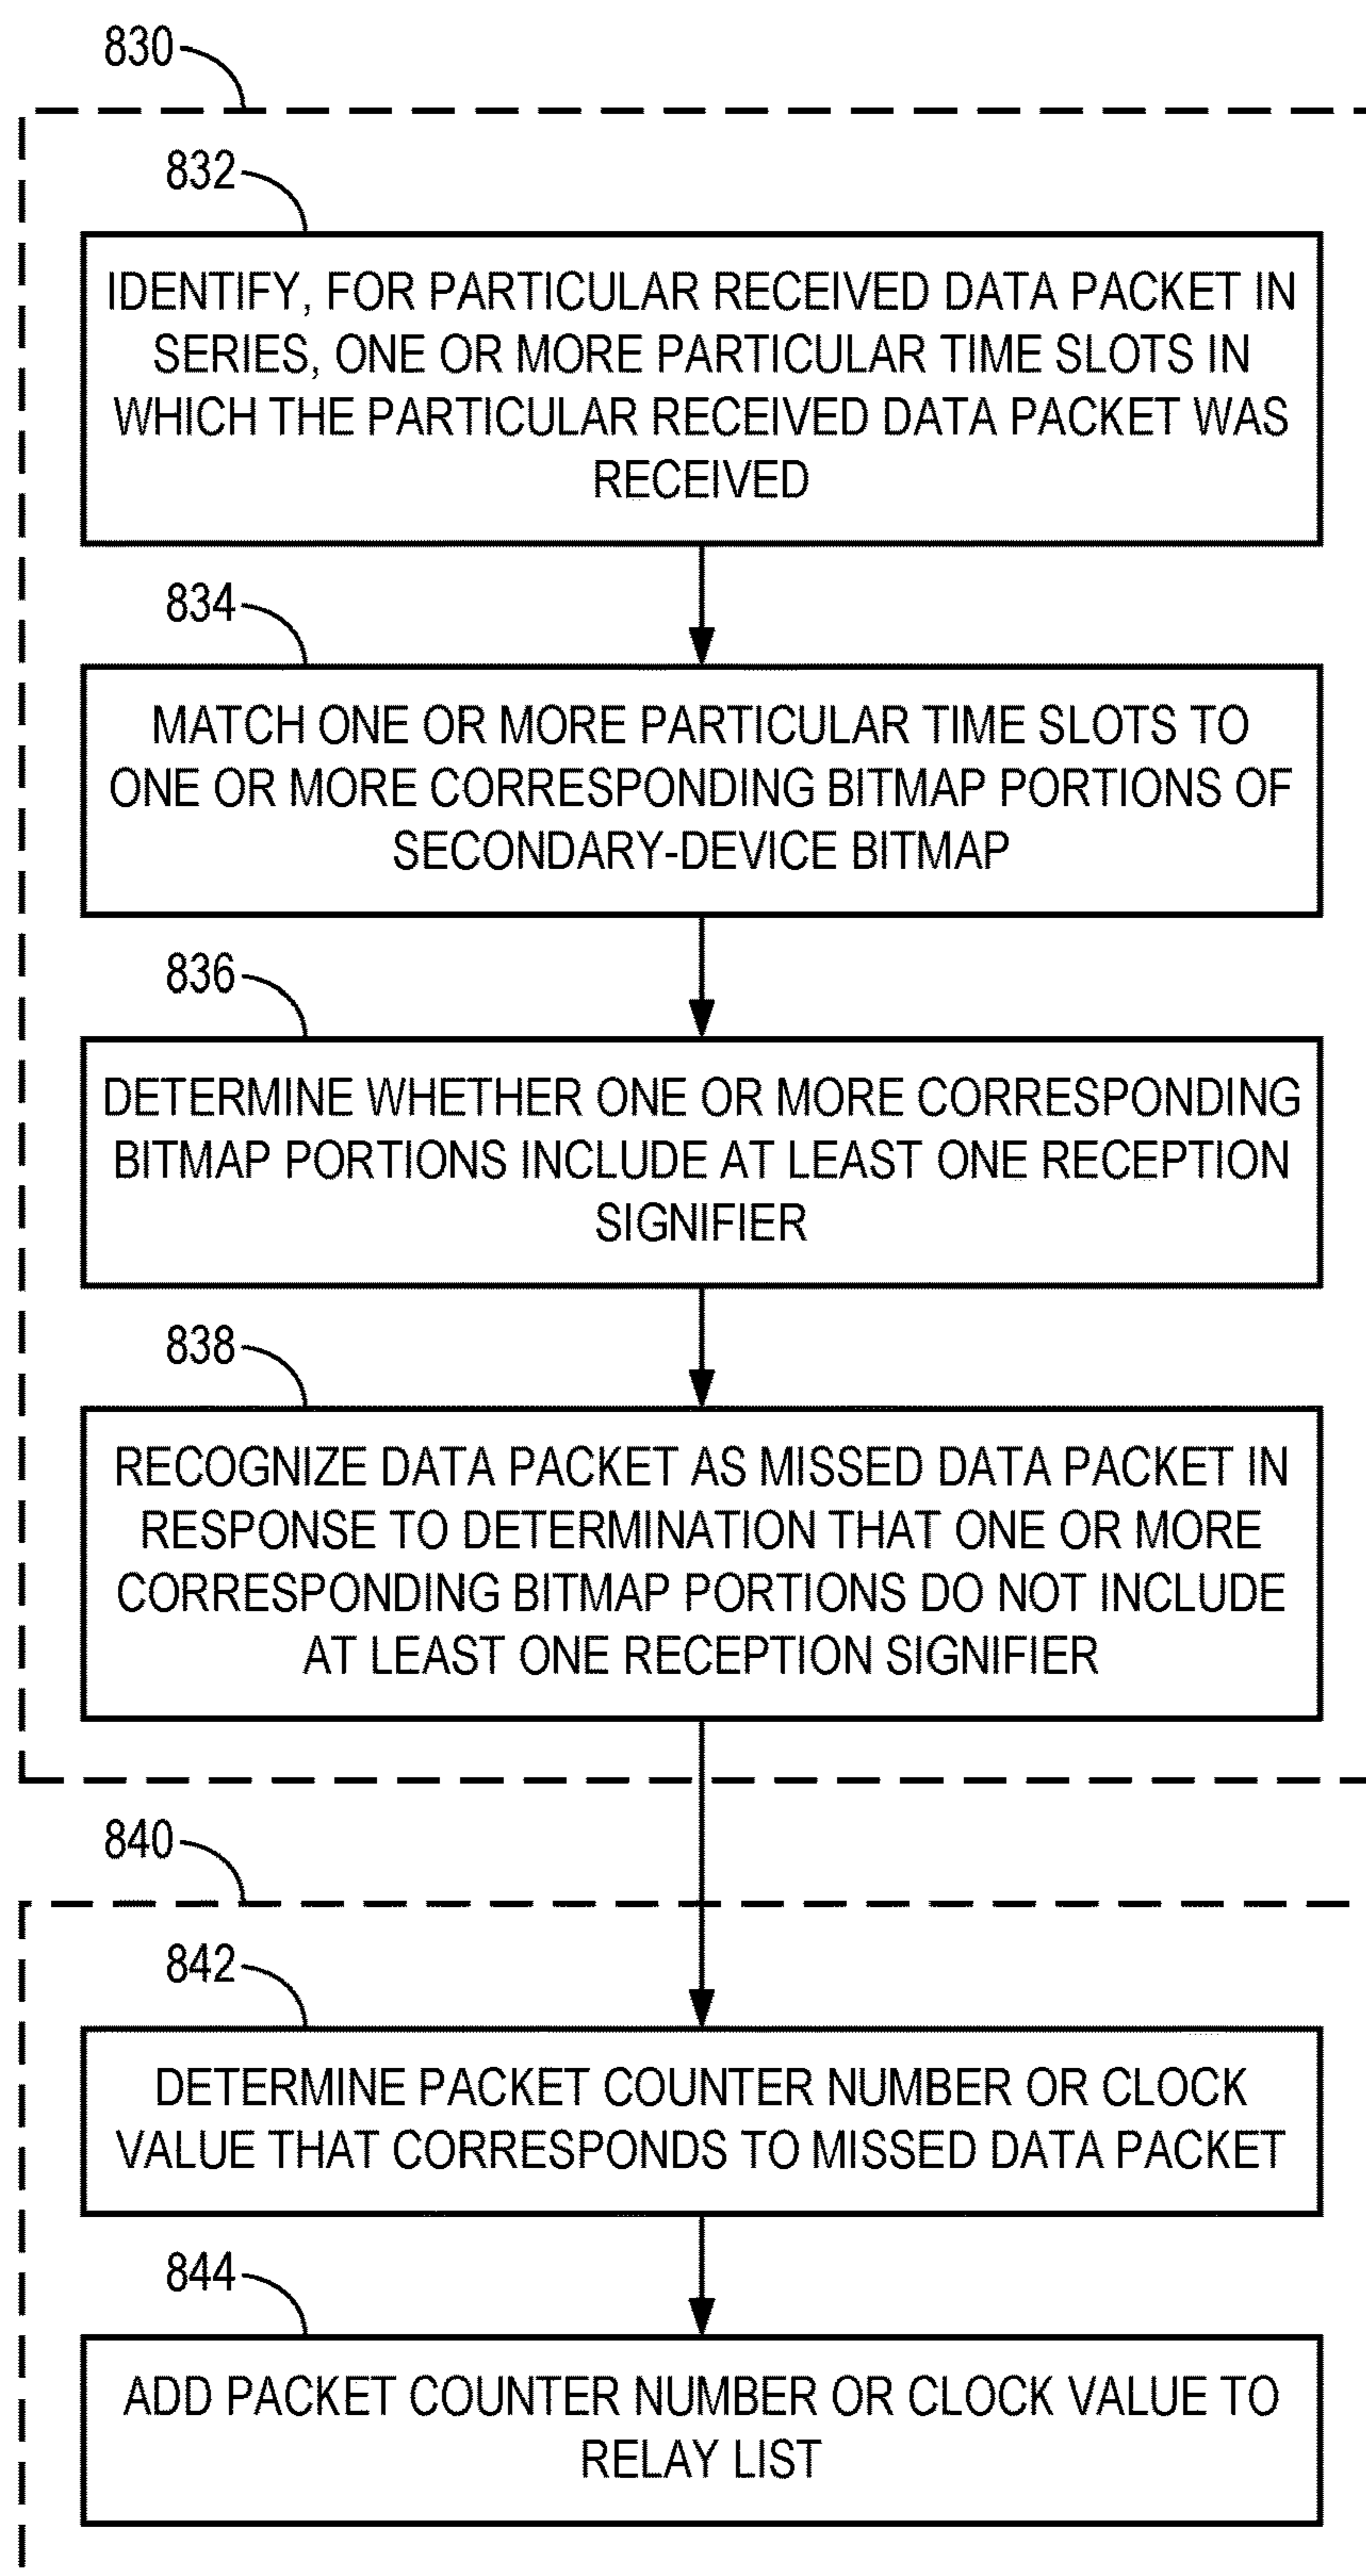 830
832
IDENTIFY, FOR PARTICULAR RECEIVED DATA PACKET IN
SERIES, ONE OR MORE PARTICULAR TIME SLOTS IN
WHICH THE PARTICULAR RECEIVED DATA PACKET WAS
RECEIVED
834
MATCH ONE OR MORE PARTICULAR TIME SLOTS TO
ONE OR MORE CORRESPONDING BITMAP PORTIONS OF
SECONDARY-DEVICE BITMAP
836
DETERMINE WHETHER ONE OR MORE CORRESPONDING
BITMAP PORTIONS INCLUDE AT LEAST ONE RECEPTION
SIGNIFIER
838
RECOGNIZE DATA PACKET AS MISSED DATA PACKET IN
RESPONSE TO DETERMINATION THAT ONE OR MORE
CORRESPONDING BITMAP PORTIONS DO NOT INCLUDE
AT LEAST ONE RECEPTION SIGNIFIER
840
842
DETERMINE PACKET COUNTER NUMBER OR CLOCK
VALUE THAT CORRESPONDS TO MISSED DATA PACKET
844
ADD PACKET COUNTER NUMBER OR CLOCK VALUE TO
RELAY LIST